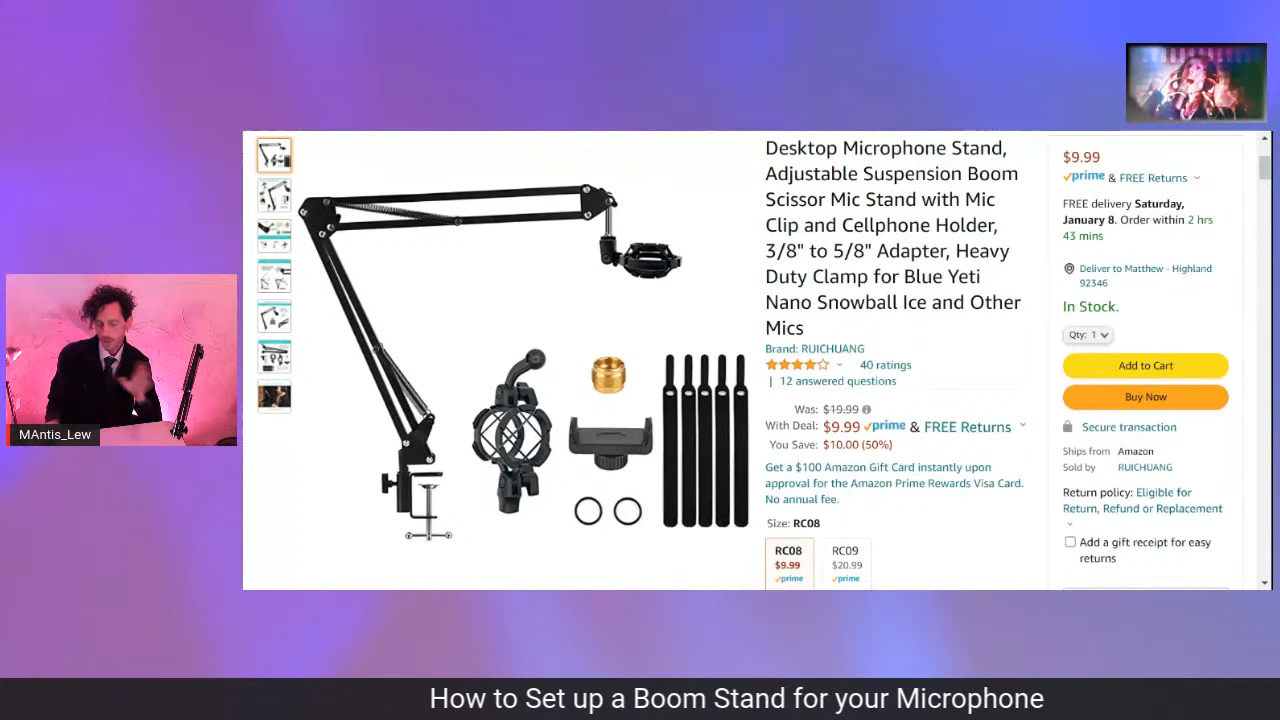 Desktop Microphone Stand,
Adjustable Suspension Boom
Scissor Mic Stand with Mic
Clip and Cellphone Holder,
3/8" to 5/8" Adapter, Heavy
Duty Clamp for Blue Yeti
Nano Snowball Ice and Other
Mics
Brand: RUICHUANG
40 ratings
| 12 answered questions
Was: $19.99
With Deal: $9.99 prime & FREE Returns
You Save: $10.00 (50%)
Get a $100 Amazon Gift Card instantly upon
approval for the Amazon Prime Rewards Visa Card.
No annual fee.
Size: RC08
RC08
$9.99
prime
RC09
$20.99
prime
$9.99
prime & FREE Returns
FREE delivery Saturday,
January 8. Order within 2 hrs
43 mins
Deliver to Matthew - Highland
92346
In Stock.
Qty: 1
Add to Cart
Buy Now
Secure transaction
Ships from Amazon
Sold by RUICHUANG
Return policy: Eligible for
Return, Refund or Replacement
Add a gift receipt for easy
returns
MAntis_Lew
How to Set up a Boom Stand for your Microphone